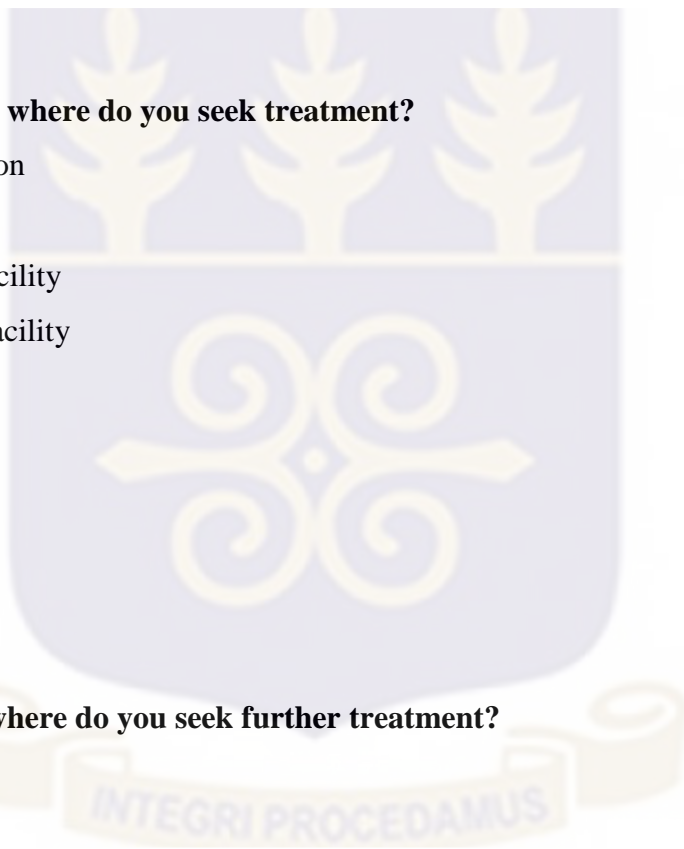 where do you seek treatment?
on
cility
acility
where do you seek further treatment?
INTEGRI PROCEDAMUS